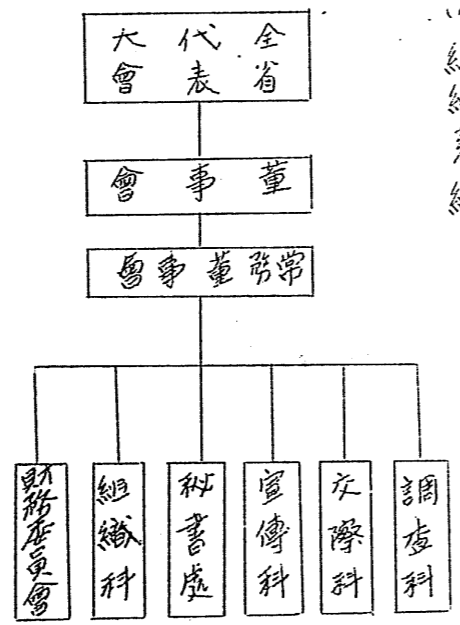 全省代表大會
董事會
常務董事會
調查科
交際科
宣傳科
秘書處
組織科
財務委員會